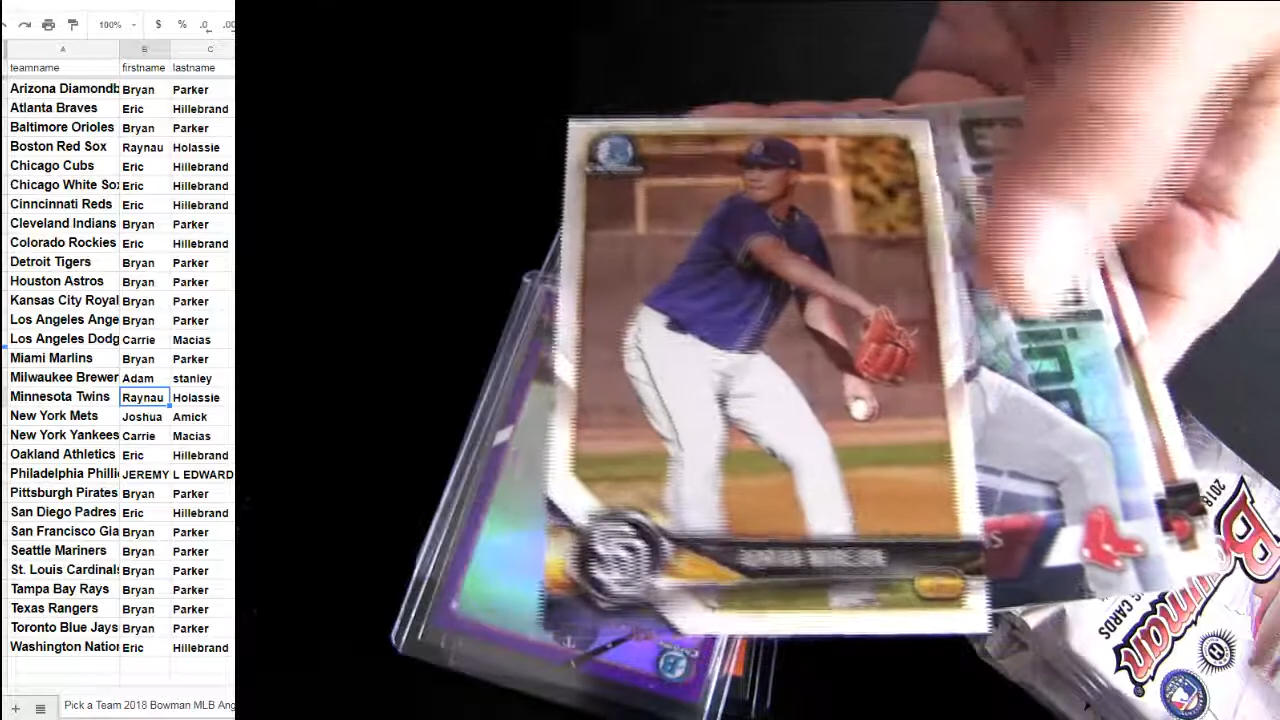 100%
$
%
.0
.00
A
B
C
teamname firstname lastname
Arizona Diamondb Bryan Parker
Atlanta Braves Eric Hillebrand
Baltimore Orioles Bryan Parker
Boston Red Sox Raynau Holassie
Chicago Cubs Eric Hillebrand
Chicago White Sox Eric Hillebrand
Cinncinnati Reds Eric Hillebrand
Cleveland Indians Bryan Parker
Colorado Rockies Eric Hillebrand
Detroit Tigers Bryan Parker
Houston Astros Bryan Parker
Kansas City Royal Bryan Parker
Los Angeles Ange Bryan Parker
Los Angeles Dodg Carrie Macias
Miami Marlins Bryan Parker
Milwaukee Brewer Adam stanley
Minnesota Twins Raynau Holassie
New York Mets Joshua Amick
New York Yankees Carrie Macias
Oakland Athletics Eric Hillebrand
Philadelphia Philli JEREMY L EDWARD
Pittsburgh Pirates Bryan Parker
San Diego Padres Eric Hillebrand
San Francisco Gia Bryan Parker
Seattle Mariners Bryan Parker
St. Louis Cardinals Bryan Parker
Tampa Bay Rays Bryan Parker
Texas Rangers Bryan Parker
Toronto Blue Jays Bryan Parker
Washington Nation Eric Hillebrand
Pick a Team 2018 Bowman MLB Ang
2018
Bowman
CARDS